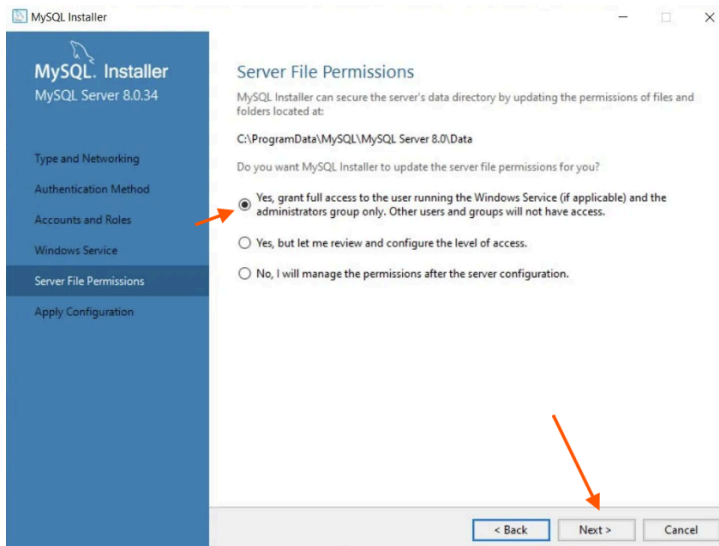 MySQL Installer
MySQL. Installer
MySQL Server 8.0.34
Type and Networking
Authentication Method
Accounts and Roles
Windows Service
Server File Permissions
Apply Configuration
Server File Permissions
MySQL Installer can secure the server's data directory by updating the permissions of files and
folders located at:
C:\ProgramData\MySQL\MySQL Server 8.0\Data
Do you want MySQL Installer to update the server file permissions for you?
Yes, grant full access to the user running the Windows Service (if applicable) and the
administrators group only. Other users and groups will not have access.
Yes, but let me review and configure the level of access.
No, I will manage the permissions after the server configuration.
< Back
Next >
Cancel